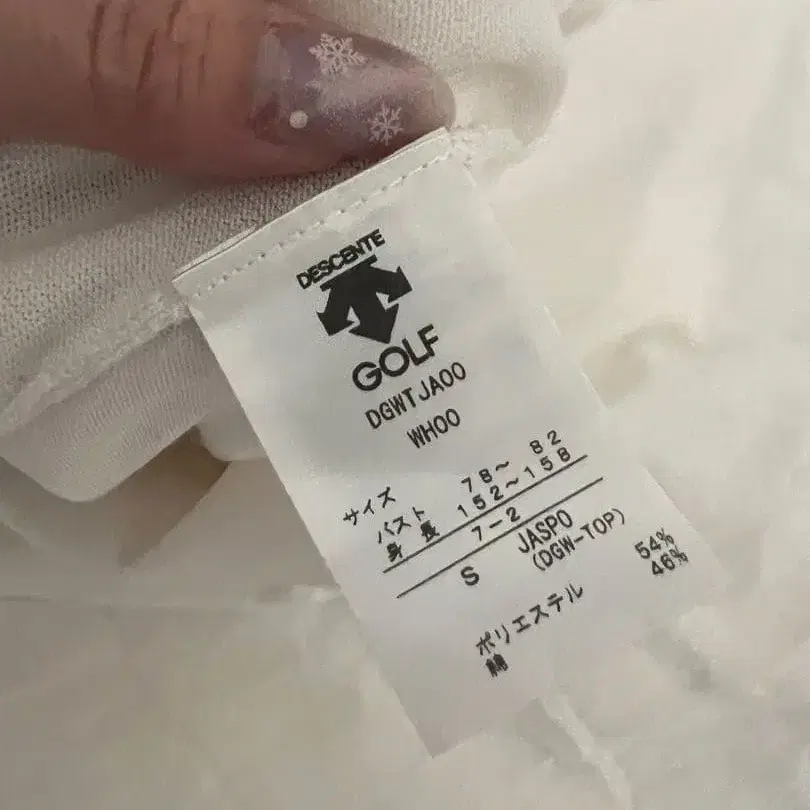 DESCENTE
GOLF
DGWTJA00
WH00
サイズ
バスト 78~ 82
身長 152~158
7-2
S JASPO
(DGW-TOP)
ポリエステル 54%
綿 46%